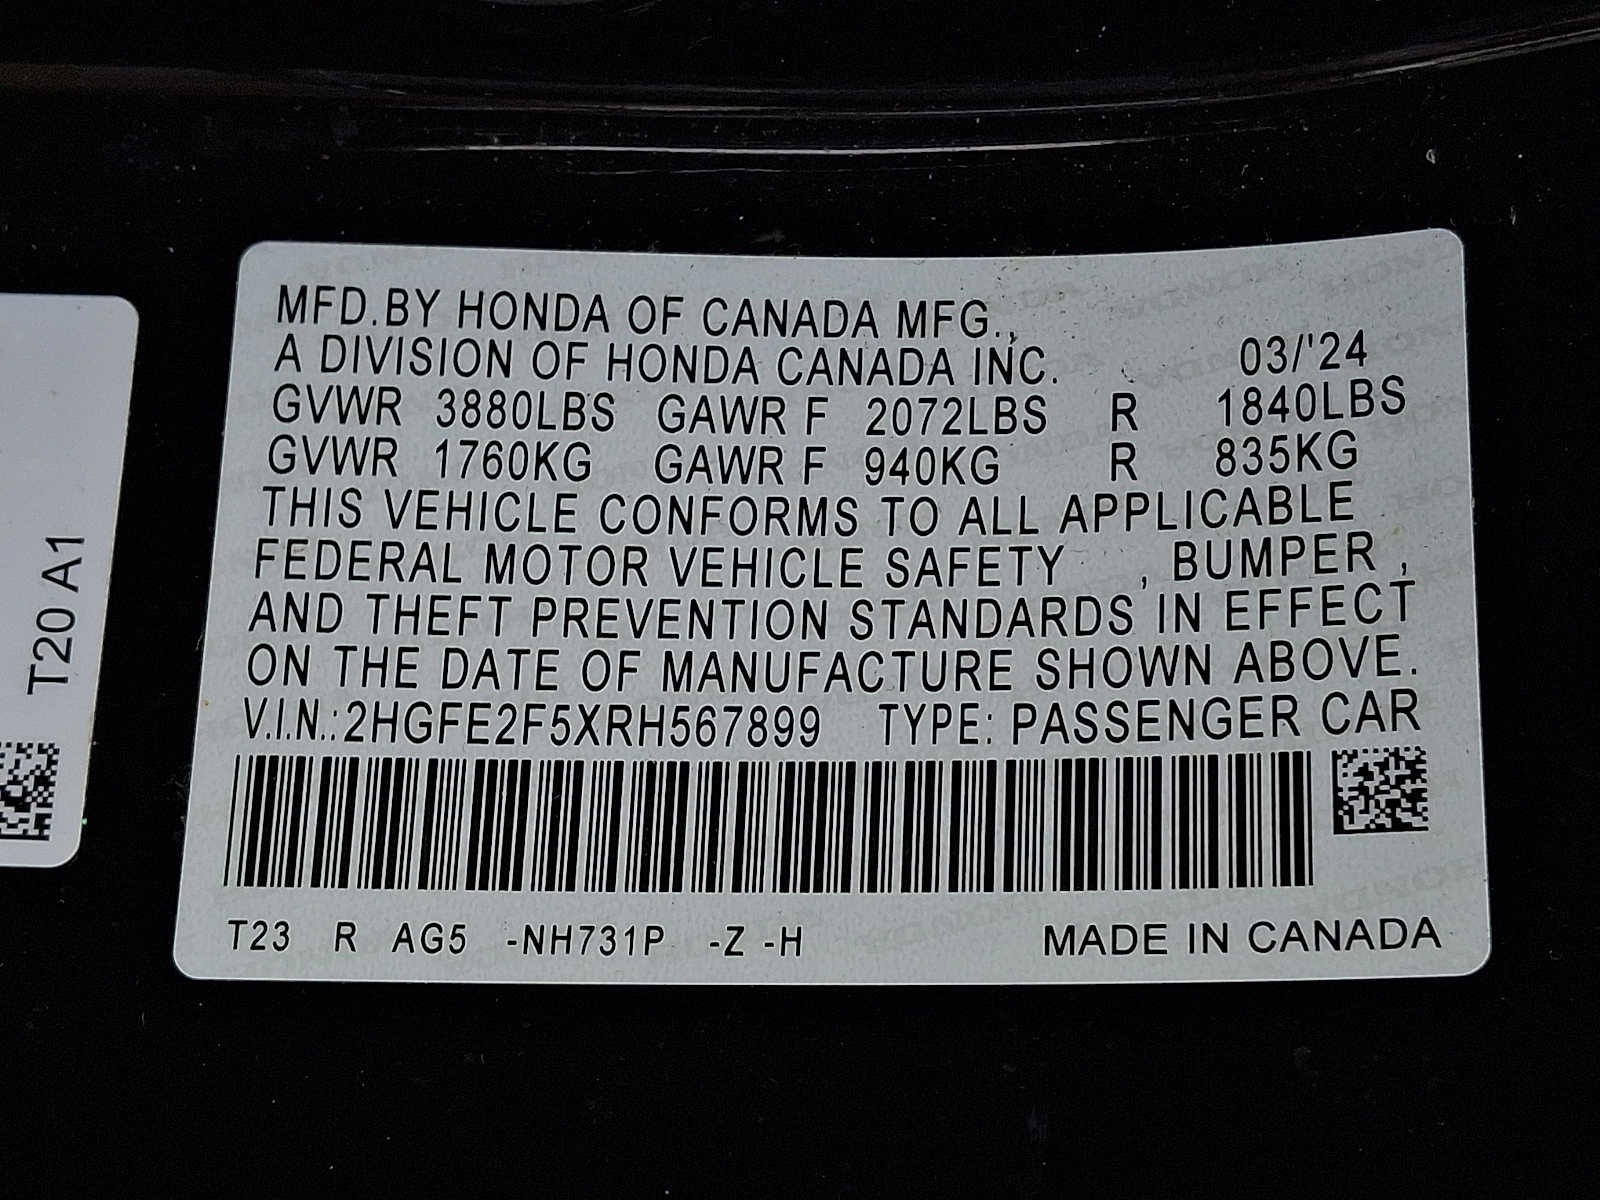 MFD.BY HONDA OF CANADA MFG.,
A DIVISION OF HONDA CANADA INC. 03/'24
GVWR 3880LBS GAWR F 2072LBS R 1840LBS
GVWR 1760KG GAWR F 940KG R 835KG
THIS VEHICLE CONFORMS TO ALL APPLICABLE
FEDERAL MOTOR VEHICLE SAFETY , BUMPER ,
AND THEFT PREVENTION STANDARDS IN EFFECT
ON THE DATE OF MANUFACTURE SHOWN ABOVE.
V.I.N.:2HGFE2F5XRH567899 TYPE: PASSENGER CAR
T23 R AG5 -NH731P -Z -H MADE IN CANADA
T20 A1